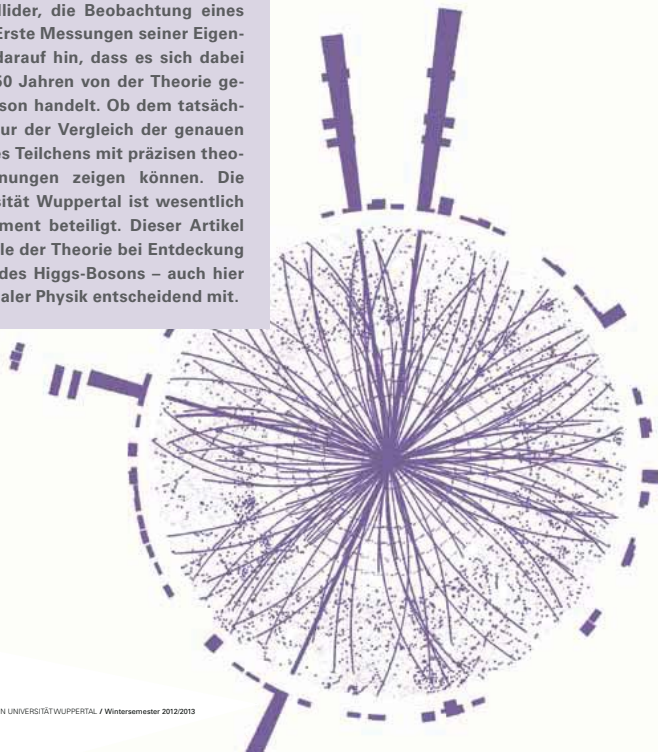 llider, die Beobachtung eines
Erste Messungen seiner Eigen-
darauf hin, dass es sich dabei
50 Jahren von der Theorie ge-
son handelt. Ob dem tatsäch-
ur der Vergleich der genauen
es Teilchens mit präzisen theo-
nungen zeigen können. Die
sität Wuppertal ist wesentlich
ment beteiligt. Dieser Artikel
le der Theorie bei Entdeckung
des Higgs-Bosons – auch hier
aler Physik entscheidend mit.
N UNIVERSITÄT WUPPERTAL / Wintersemester 2012/2013